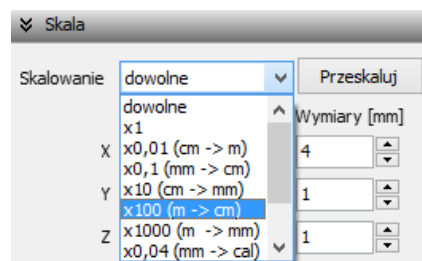 Skala
Skalowanie dowolne Przeskaluj
dowolne
x1
x0,01 (cm -> m)
x0,1 (mm -> cm)
x10 (cm -> mm)
x100 (m -> cm)
x1000 (m -> mm)
x0,04 (mm -> cal)
Wymiary [mm]
X 4
Y 1
Z 1